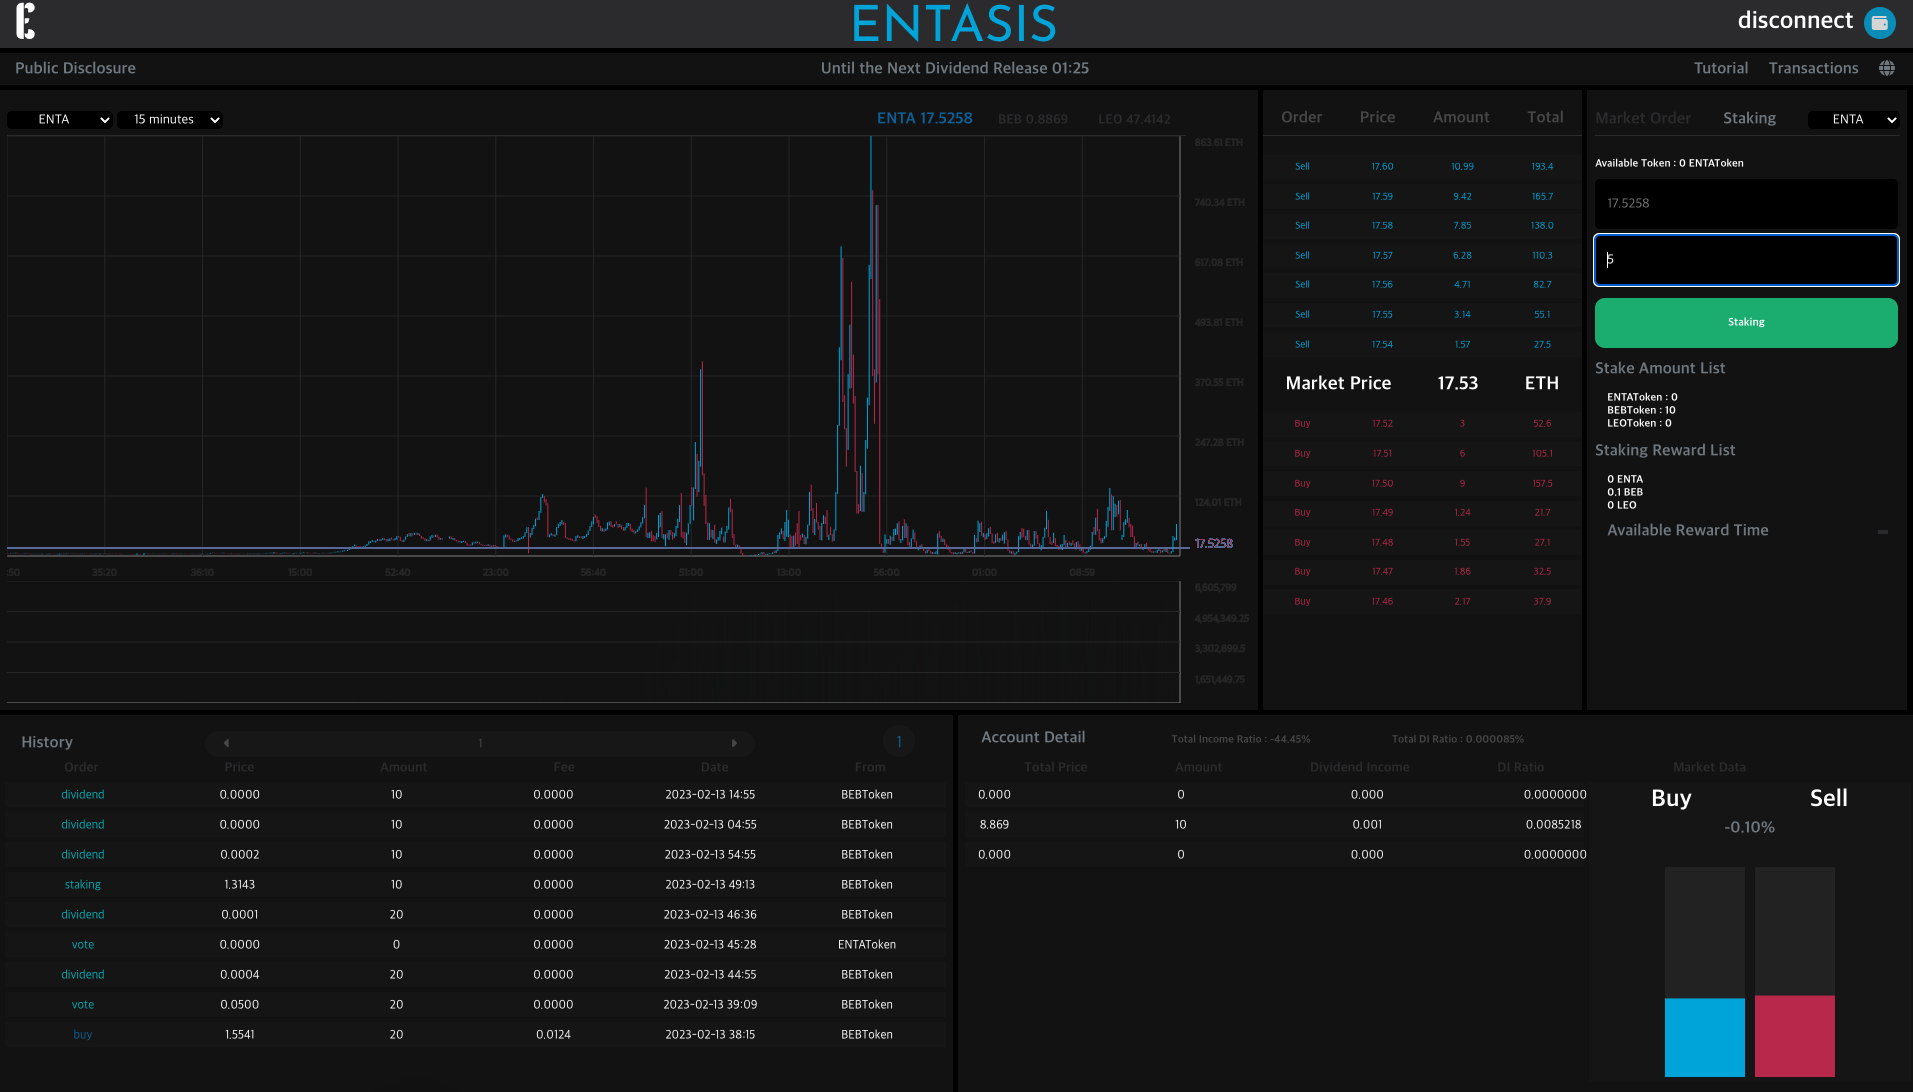 ENTASIS
disconnect
Public Disclosure
Until the Next Dividend Release 01:25
Tutorial Transactions
ENTA 15 minutes
ENTA 17.5258 BEB 0.8869 LEO 47.4142
863.61 ETH
740.34 ETH
617.08 ETH
493.81 ETH
370.55 ETH
247.28 ETH
124.01 ETH
17.5258
:50 35:20 36:10 15:00 52:40 23:00 56:40 51:00 13:00 56:00 01:00 08:59
6,605,799
4,954,349.25
3,302,899.5
1,651,449.75
Order Price Amount Total
Sell 17.60 10.99 193.4
Sell 17.59 9.42 165.7
Sell 17.58 7.85 138.0
Sell 17.57 6.28 110.3
Sell 17.56 4.71 82.7
Sell 17.55 3.14 55.1
Sell 17.54 1.57 27.5
Market Price 17.53 ETH
Buy 17.52 3 52.6
Buy 17.51 6 105.1
Buy 17.50 9 157.5
Buy 17.49 1.24 21.7
Buy 17.48 1.55 27.1
Buy 17.47 1.86 32.5
Buy 17.46 2.17 37.9
Market Order Staking ENTA
Available Token : 0 ENTAToken
17.5258
5
Staking
Stake Amount List
ENTAToken : 0
BEBToken : 10
LEOToken : 0
Staking Reward List
0 ENTA
0.1 BEB
0 LEO
Available Reward Time -
History 1 1
Order Price Amount Fee Date From
dividend 0.0000 10 0.0000 2023-02-13 14:55 BEBToken
dividend 0.0000 10 0.0000 2023-02-13 04:55 BEBToken
dividend 0.0002 10 0.0000 2023-02-13 54:55 BEBToken
staking 1.3143 10 0.0000 2023-02-13 49:13 BEBToken
dividend 0.0001 20 0.0000 2023-02-13 46:36 BEBToken
vote 0.0000 0 0.0000 2023-02-13 45:28 ENTAToken
dividend 0.0004 20 0.0000 2023-02-13 44:55 BEBToken
vote 0.0500 20 0.0000 2023-02-13 39:09 BEBToken
buy 1.5541 20 0.0124 2023-02-13 38:15 BEBToken
Account Detail Total Income Ratio : -44.45% Total DI Ratio : 0.000085%
Total Price Amount Dividend Income DI Ratio Market Data
0.000 0 0.000 0.0000000
8.869 10 0.001 0.0085218
0.000 0 0.000 0.0000000
Buy Sell
-0.10%